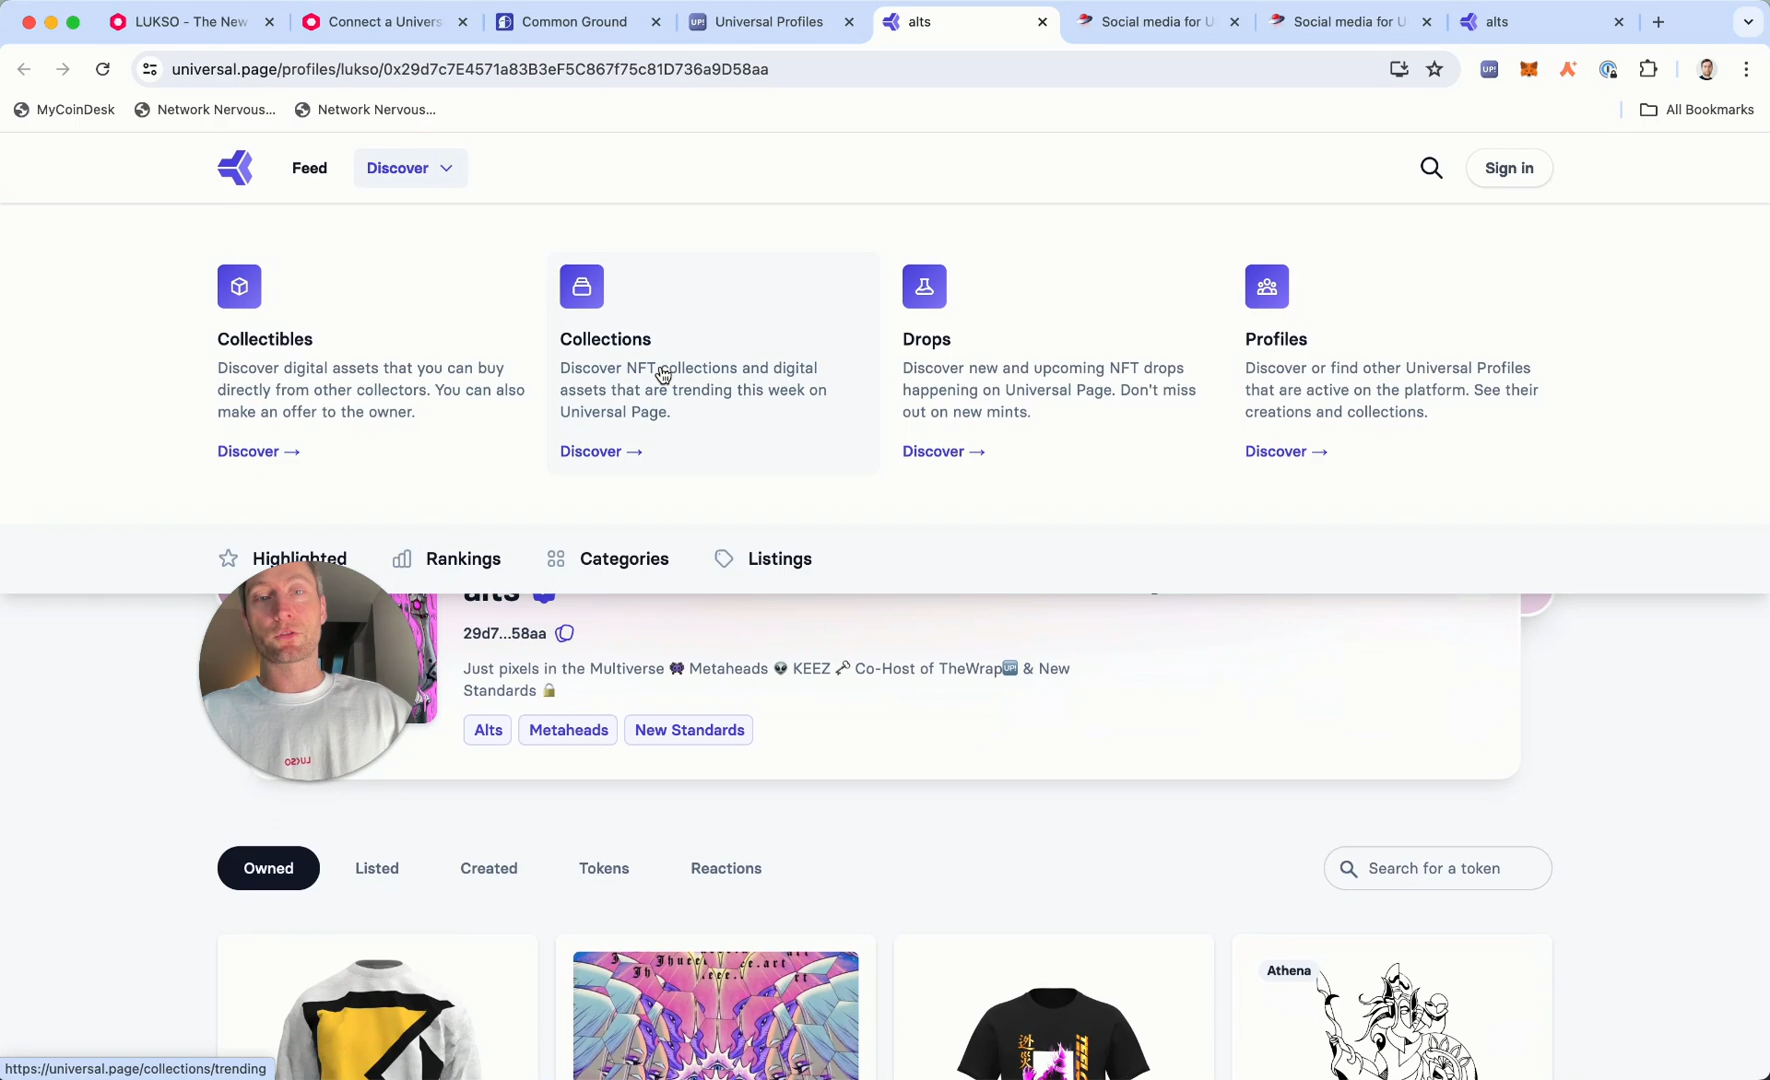 LUKSO - The New
Connect a Univers
Common Ground
UP! Universal Profiles
alts
Social media for U
Social media for U
alts
universal.page/profiles/lukso/0x29d7c7E4571a83B3eF5C867f75c81D736a9D58aa
UP!
MyCoinDesk
Network Nervous...
Network Nervous...
All Bookmarks
Feed
Discover
Sign in
Collectibles
Discover digital assets that you can buy
directly from other collectors. You can also
make an offer to the owner.
Discover →
Collections
Discover NFT collections and digital
assets that are trending this week on
Universal Page.
Discover →
Drops
Discover new and upcoming NFT drops
happening on Universal Page. Don't miss
out on new mints.
Discover →
Profiles
Discover or find other Universal Profiles
that are active on the platform. See their
creations and collections.
Discover →
Highlighted
Rankings
Categories
Listings
alts
29d7...58aa
Just pixels in the Multiverse 👾 Metaheads 👽 KEEZ 🗝 Co-Host of TheWrap🆙 & New
Standards 🔒
Alts
Metaheads
New Standards
LUKSO
Owned
Listed
Created
Tokens
Reactions
Search for a token
Athena
https://universal.page/collections/trending